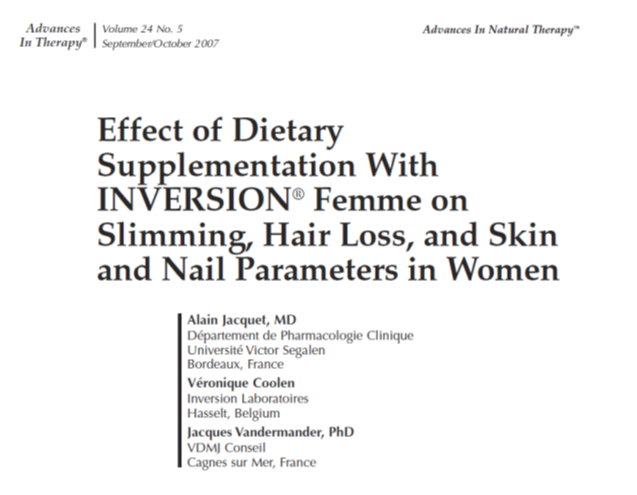 Advances In Therapy®
Volume 24 No. 5
September/October 2007
Advances In Natural Therapy™
Effect of Dietary
Supplementation With
INVERSION® Femme on
Slimming, Hair Loss, and Skin
and Nail Parameters in Women
Alain Jacquet, MD
Département de Pharmacologie Clinique
Université Victor Segalen
Bordeaux, France
Véronique Coolen
Inversion Laboratoires
Hasselt, Belgium
Jacques Vandermander, PhD
VDMJ Conseil
Cagnes sur Mer, France